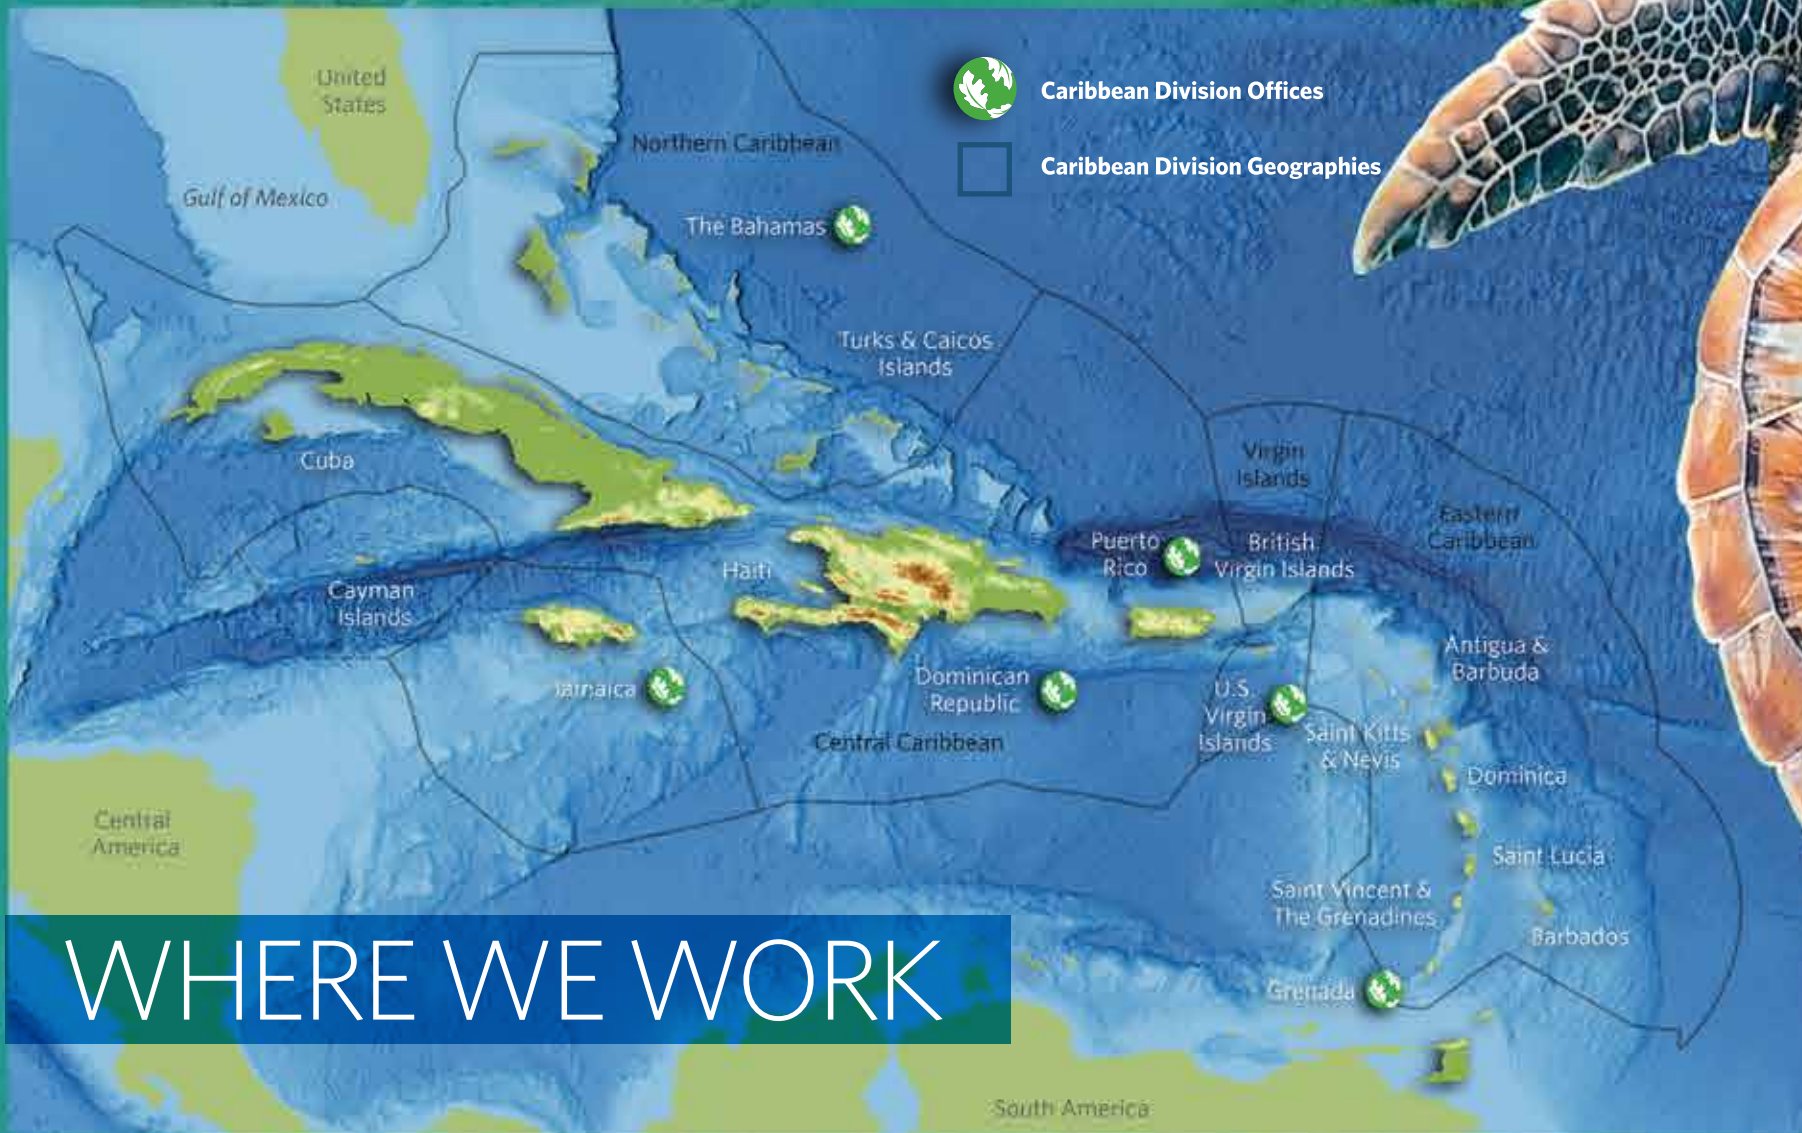 United
States
Gulf of Mexico
Northern Caribbean
Caribbean Division Offices
Caribbean Division Geographies
The Bahamas
Turks & Caicos
Islands
Cuba
Virgin
Islands
Eastern
Caribbean
Puerto
Rico
British
Virgin Islands
Haiti
Cayman
Islands
Jamaica
Dominican
Republic
Central Caribbean
U.S.
Virgin
Islands
Antigua &
Barbuda
Saint Kitts
& Nevis
Dominica
Central
America
Saint Lucia
Saint Vincent &
The Grenadines
Barbados
Grenada
WHERE WE WORK
South America